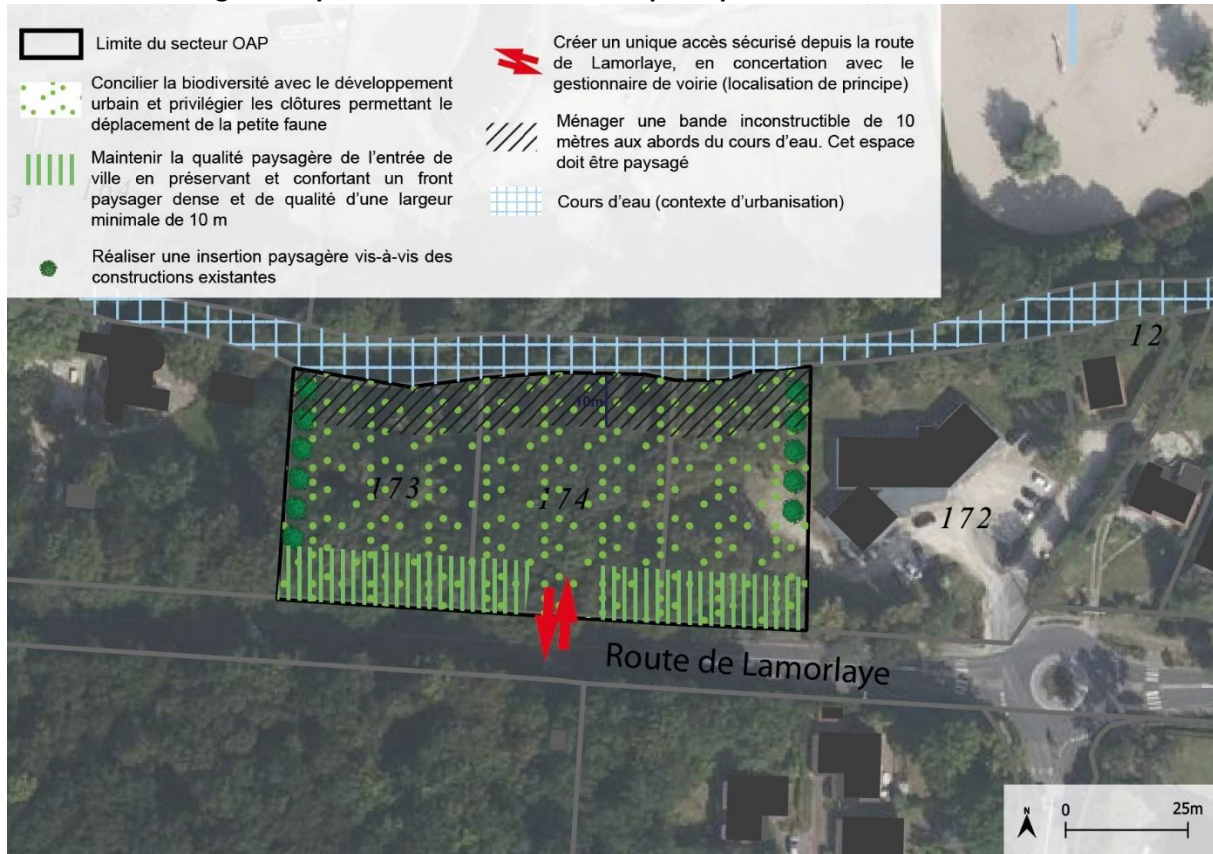 Limite du secteur OAP
Concilier la biodiversité avec le développement
urbain et privilégier les clôtures permettant le
déplacement de la petite faune
Maintenir la qualité paysagère de l'entrée de
ville en préservant et confortant un front
paysager dense et de qualité d'une largeur
minimale de 10 m
Réaliser une insertion paysagère vis-à-vis des
constructions existantes
Créer un unique accès sécurisé depuis la route
de Lamorlaye, en concertation avec le
gestionnaire de voirie (localisation de principe)
Ménager une bande inconstructible de 10
mètres aux abords du cours d'eau. Cet espace
doit être paysagé
Cours d'eau (contexte d'urbanisation)
12
10m
173
174
172
Route de Lamorlaye
N
0
25m